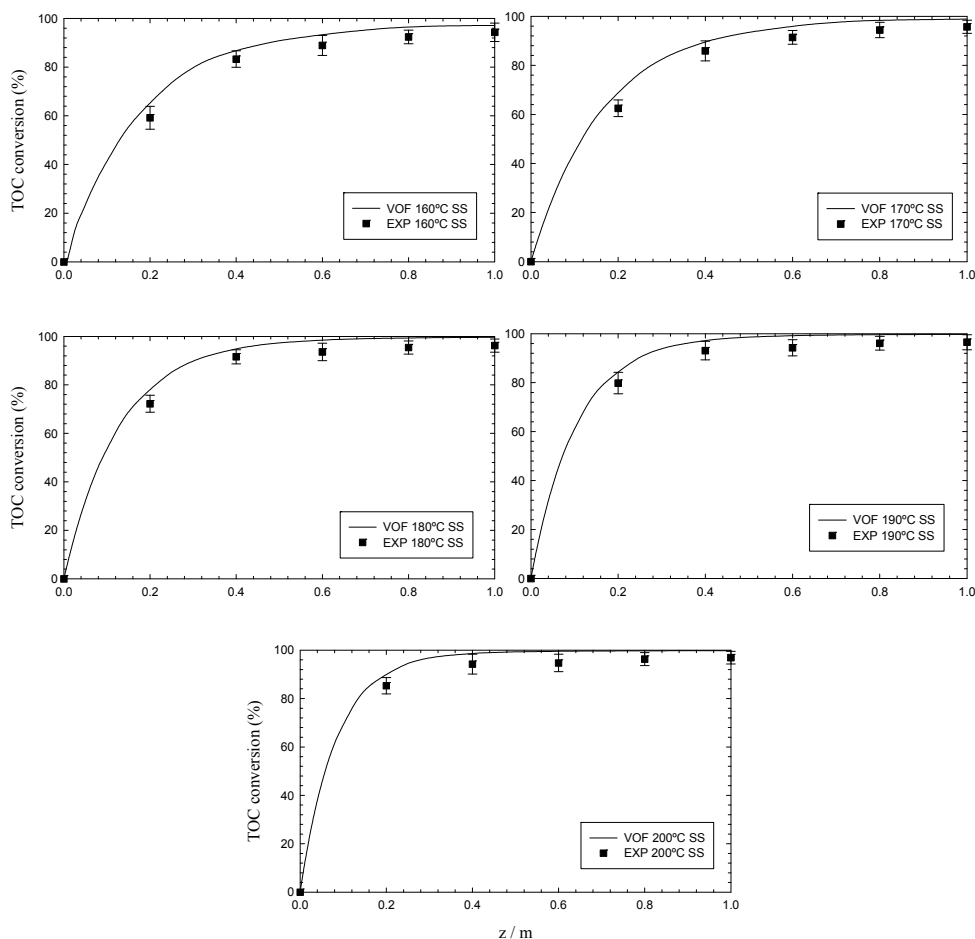 TOC conversion (%)
100
80
60
40
20
0
VOF 160ºC SS
EXP 160ºC SS
0.0 0.2 0.4 0.6 0.8 1.0
100
80
60
40
20
0
VOF 170ºC SS
EXP 170ºC SS
0.0 0.2 0.4 0.6 0.8 1.0
TOC conversion (%)
100
80
60
40
20
0
VOF 180ºC SS
EXP 180ºC SS
0.0 0.2 0.4 0.6 0.8 1.0
100
80
60
40
20
0
VOF 190ºC SS
EXP 190ºC SS
0.0 0.2 0.4 0.6 0.8 1.0
TOC conversion (%)
100
80
60
40
20
0
VOF 200ºC SS
EXP 200ºC SS
0.0 0.2 0.4 0.6 0.8 1.0
z / m